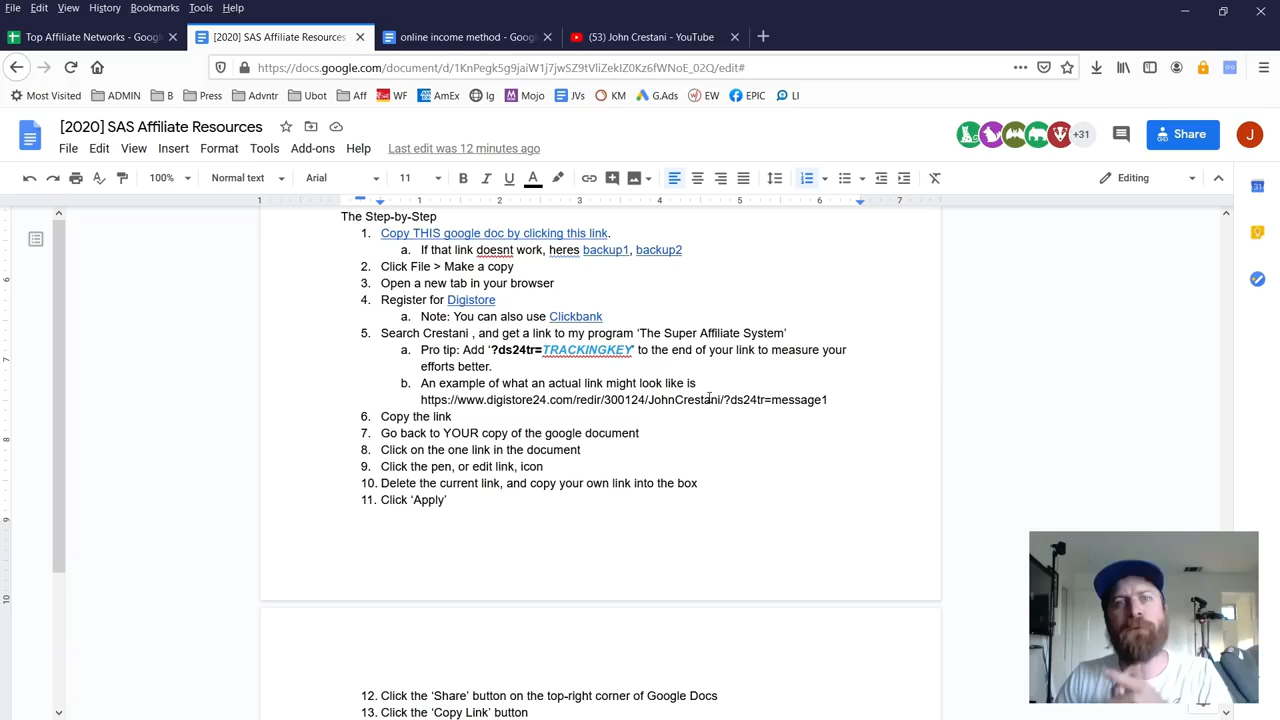 File Edit View History Bookmarks Tools Help
Top Affiliate Networks - Googl
[2020] SAS Affiliate Resources
online income method - Googl
(53) John Crestani - YouTube
https://docs.google.com/document/d/1KnPegk5g9jaiW1j7jwSZ9tVliZekIZ0Kz6fWNoE_02Q/edit#
Most Visited ADMIN B Press Advntr Ubot Aff WF AmEx Ig Mojo JVs KM G.Ads EW EPIC LI
[2020] SAS Affiliate Resources
File Edit View Insert Format Tools Add-ons Help Last edit was 12 minutes ago
+31 Share J
100% Normal text Arial 11 B I U A Editing
1 1 2 3 4 5 6 7
The Step-by-Step
1. Copy THIS google doc by clicking this link.
a. If that link doesnt work, heres backup1, backup2
2. Click File > Make a copy
3. Open a new tab in your browser
4. Register for Digistore
a. Note: You can also use Clickbank
5. Search Crestani , and get a link to my program ‘The Super Affiliate System’
a. Pro tip: Add ‘?ds24tr=TRACKINGKEY’ to the end of your link to measure your
efforts better.
b. An example of what an actual link might look like is
https://www.digistore24.com/redir/300124/JohnCrestani/?ds24tr=message1
6. Copy the link
7. Go back to YOUR copy of the google document
8. Click on the one link in the document
9. Click the pen, or edit link, icon
10. Delete the current link, and copy your own link into the box
11. Click ‘Apply’
12. Click the ‘Share’ button on the top-right corner of Google Docs
13. Click the ‘Copy Link’ button